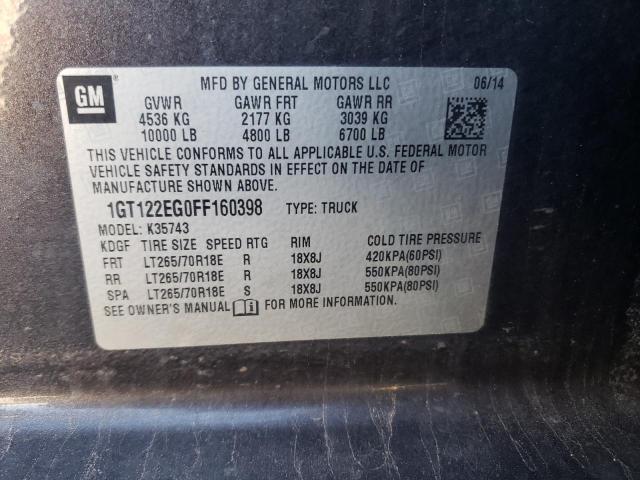 GM
MFD BY GENERAL MOTORS LLC 06/14
GVWR GAWR FRT GAWR RR
4536 KG 2177 KG 3039 KG
10000 LB 4800 LB 6700 LB
THIS VEHICLE CONFORMS TO ALL APPLICABLE U.S. FEDERAL MOTOR
VEHICLE SAFETY STANDARDS IN EFFECT ON THE DATE OF
MANUFACTURE SHOWN ABOVE.
1GT122EG0FF160398 TYPE: TRUCK
MODEL: K35743
KDGF TIRE SIZE SPEED RTG RIM COLD TIRE PRESSURE
FRT LT265/70R18E R 18X8J 420KPA(60PSI)
RR LT265/70R18E R 18X8J 550KPA(80PSI)
SPA LT265/70R18E S 18X8J 550KPA(80PSI)
SEE OWNER'S MANUAL FOR MORE INFORMATION.